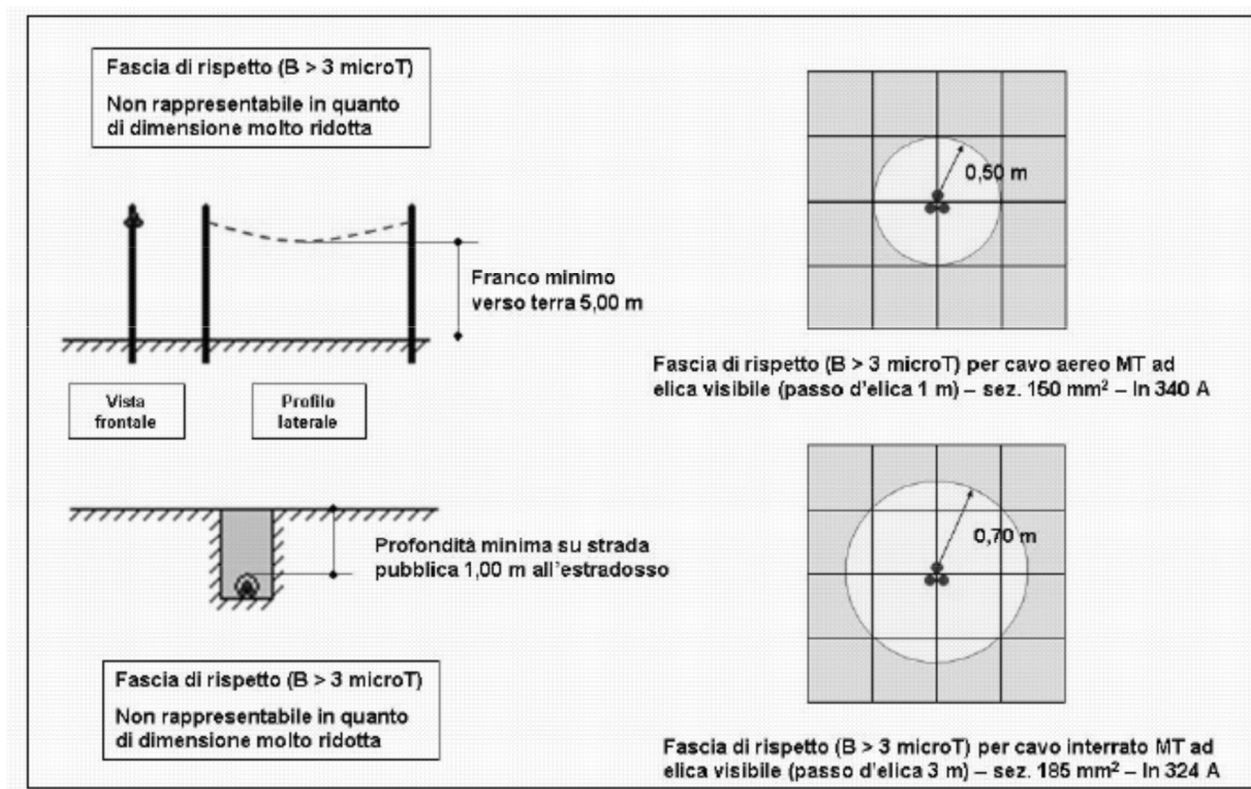 Fascia di rispetto (B > 3 microT)
Non rappresentabile in quanto
di dimensione molto ridotta
0,50 m
Franco minimo
verso terra 5,00 m
Vista
frontale
Profilo
laterale
Fascia di rispetto (B > 3 microT) per cavo aereo MT ad
elica visibile (passo d'elica 1 m) – sez. 150 mm² – In 340 A
Profondità minima su strada
pubblica 1,00 m all'estradosso
0,70 m
Fascia di rispetto (B > 3 microT)
Non rappresentabile in quanto
di dimensione molto ridotta
Fascia di rispetto (B > 3 microT) per cavo interrato MT ad
elica visibile (passo d'elica 3 m) – sez. 185 mm² – In 324 A